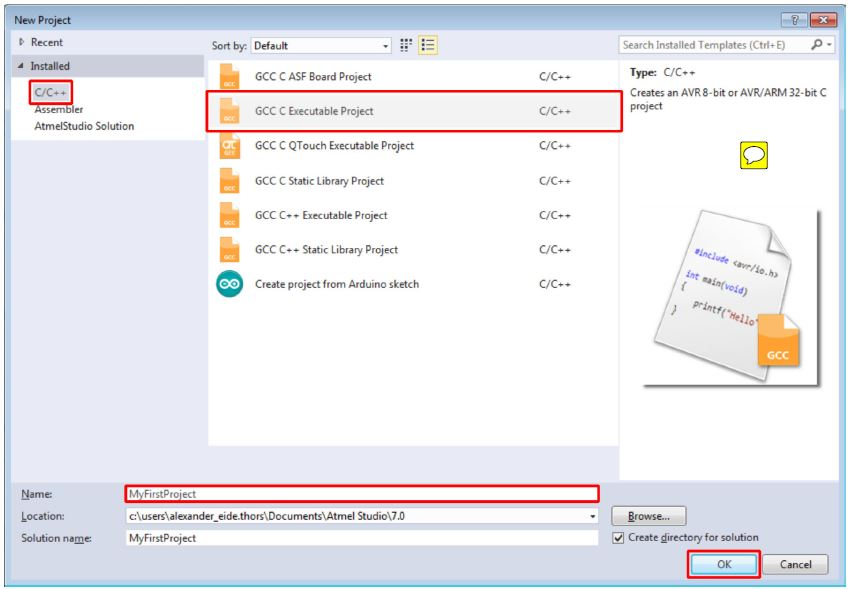 New Project
Recent
Installed
C/C++
Assembler
AtmelStudio Solution
Sort by: Default
Search Installed Templates (Ctrl+E)
GCC C ASF Board Project C/C++
GCC C Executable Project C/C++
GCC C QTouch Executable Project C/C++
GCC C Static Library Project C/C++
GCC C++ Executable Project C/C++
GCC C++ Static Library Project C/C++
Create project from Arduino sketch C/C++
Type: C/C++
Creates an AVR 8-bit or AVR/ARM 32-bit C
project
#include <avr/io.h>
int main(void)
{
printf("Hello"
}
GCC
Name: MyFirstProject
Location: c:\users\alexander_eide.thors\Documents\Atmel Studio\7.0
Browse...
Solution name: MyFirstProject
Create directory for solution
OK
Cancel